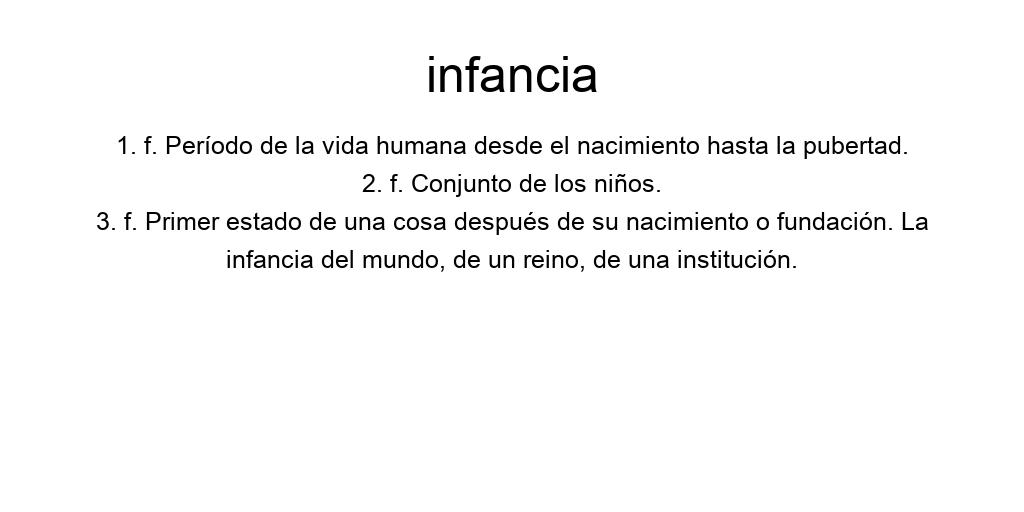 infancia
1. f. Período de la vida humana desde el nacimiento hasta la pubertad.
2. f. Conjunto de los niños.
3. f. Primer estado de una cosa después de su nacimiento o fundación. La
infancia del mundo, de un reino, de una institución.